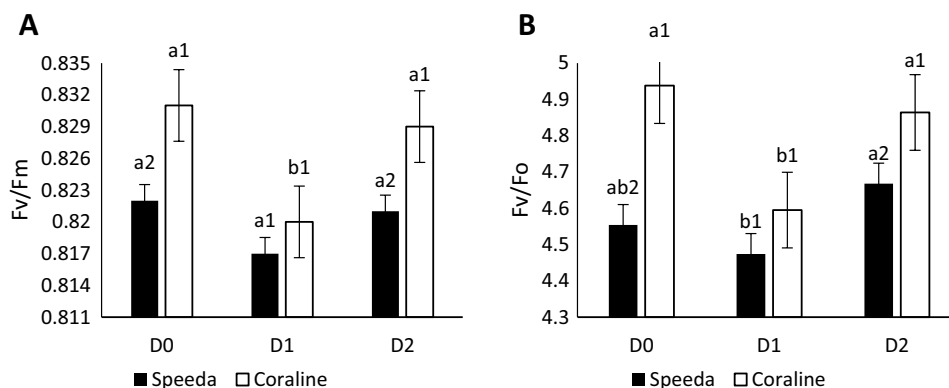 A
Fv/Fm
0.835
0.832
0.829
0.826
0.823
0.82
0.817
0.814
0.811
a2
a1
a1
b1
a2
a1
D0
D1
D2
Speeda
Coraline
B
Fv/Fo
5
4.9
4.8
4.7
4.6
4.5
4.4
4.3
ab2
a1
b1
b1
a2
a1
D0
D1
D2
Speeda
Coraline